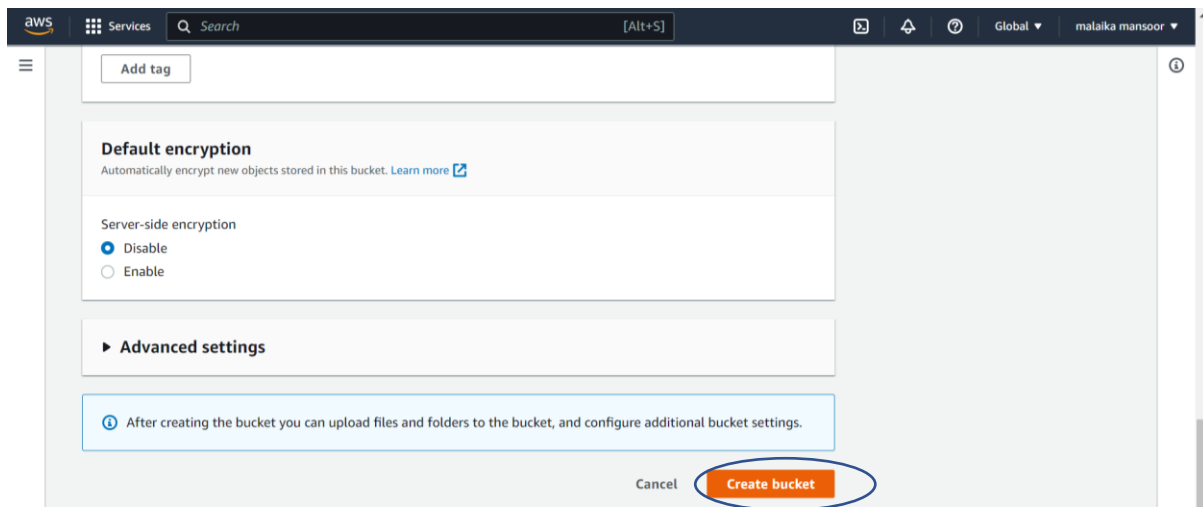 aws Services Search [Alt+S] Global malaika mansoor
Add tag
Default encryption
Automatically encrypt new objects stored in this bucket. Learn more
Server-side encryption
Disable
Enable
Advanced settings
After creating the bucket you can upload files and folders to the bucket, and configure additional bucket settings.
Cancel Create bucket